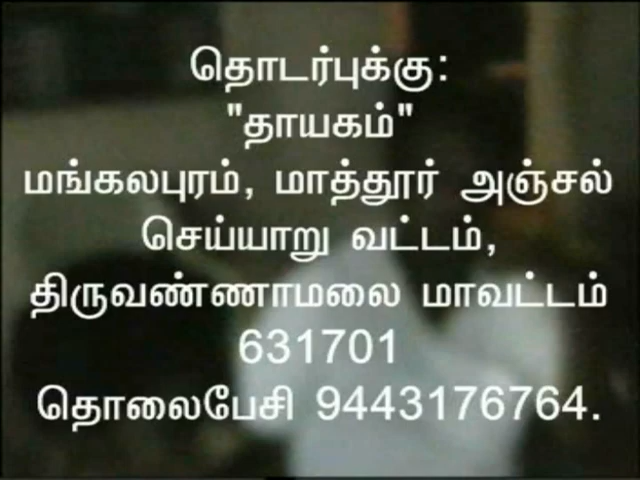 தொடர்புக்கு:
"தாயகம்"
மங்கலபுரம், மாத்தூர் அஞ்சல்
செய்யாறு வட்டம்,
திருவண்ணாமலை மாவட்டம்
631701
தொலைபேசி 9443176764.